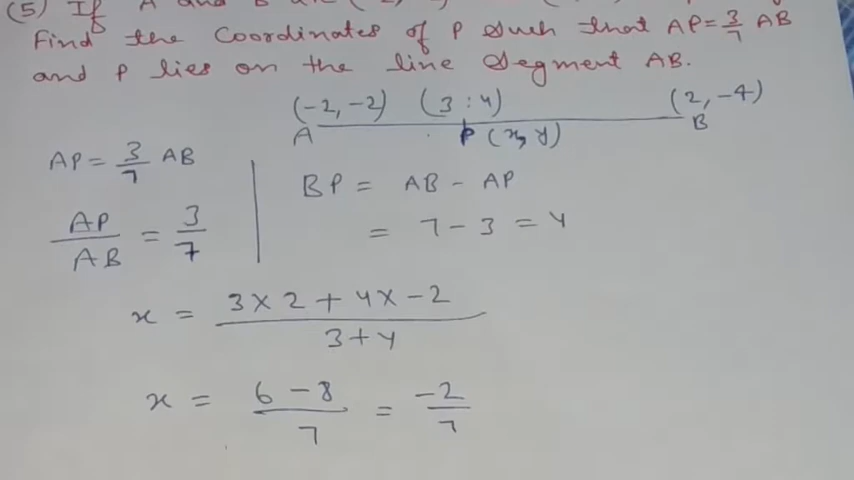 (5) If A and B
Find the Coordinates of P such that AP = 3/7 AB
and P lies on the line segment AB.
(-2, -2) (3 : 4) (2, -4)
A P (x, y) B
AP = 3/7 AB
BP = AB - AP
AP/AB = 3/7
= 7 - 3 = 4
x = 3 x 2 + 4 x -2 / 3 + 4
x = 6 - 8 / 7 = -2/7